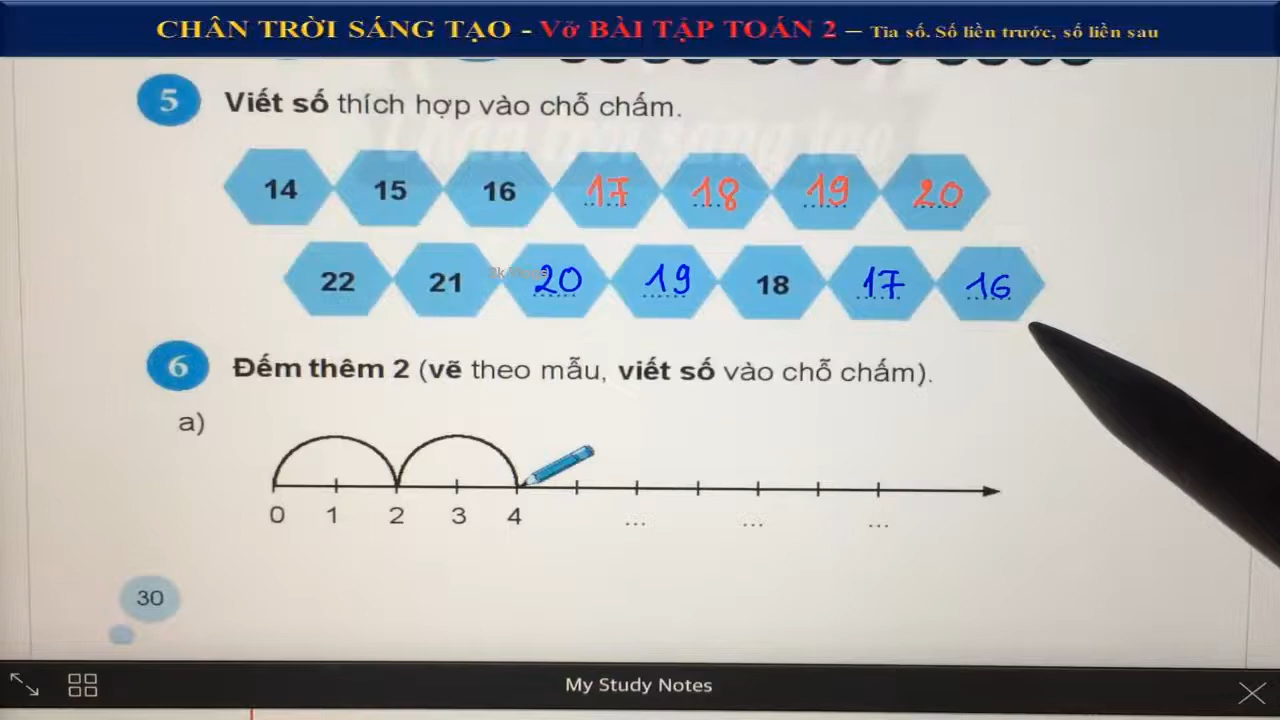 CHÂN TRỜI SÁNG TẠO - VỞ BÀI TẬP TOÁN 2 – Tia số. Số liền trước, số liền sau
5 Viết số thích hợp vào chỗ chấm.
14 15 16 17 18 19 20
22 21 20 19 18 17 16
6 Đếm thêm 2 (vẽ theo mẫu, viết số vào chỗ chấm).
a)
0 1 2 3 4 ... ... ...
30
My Study Notes